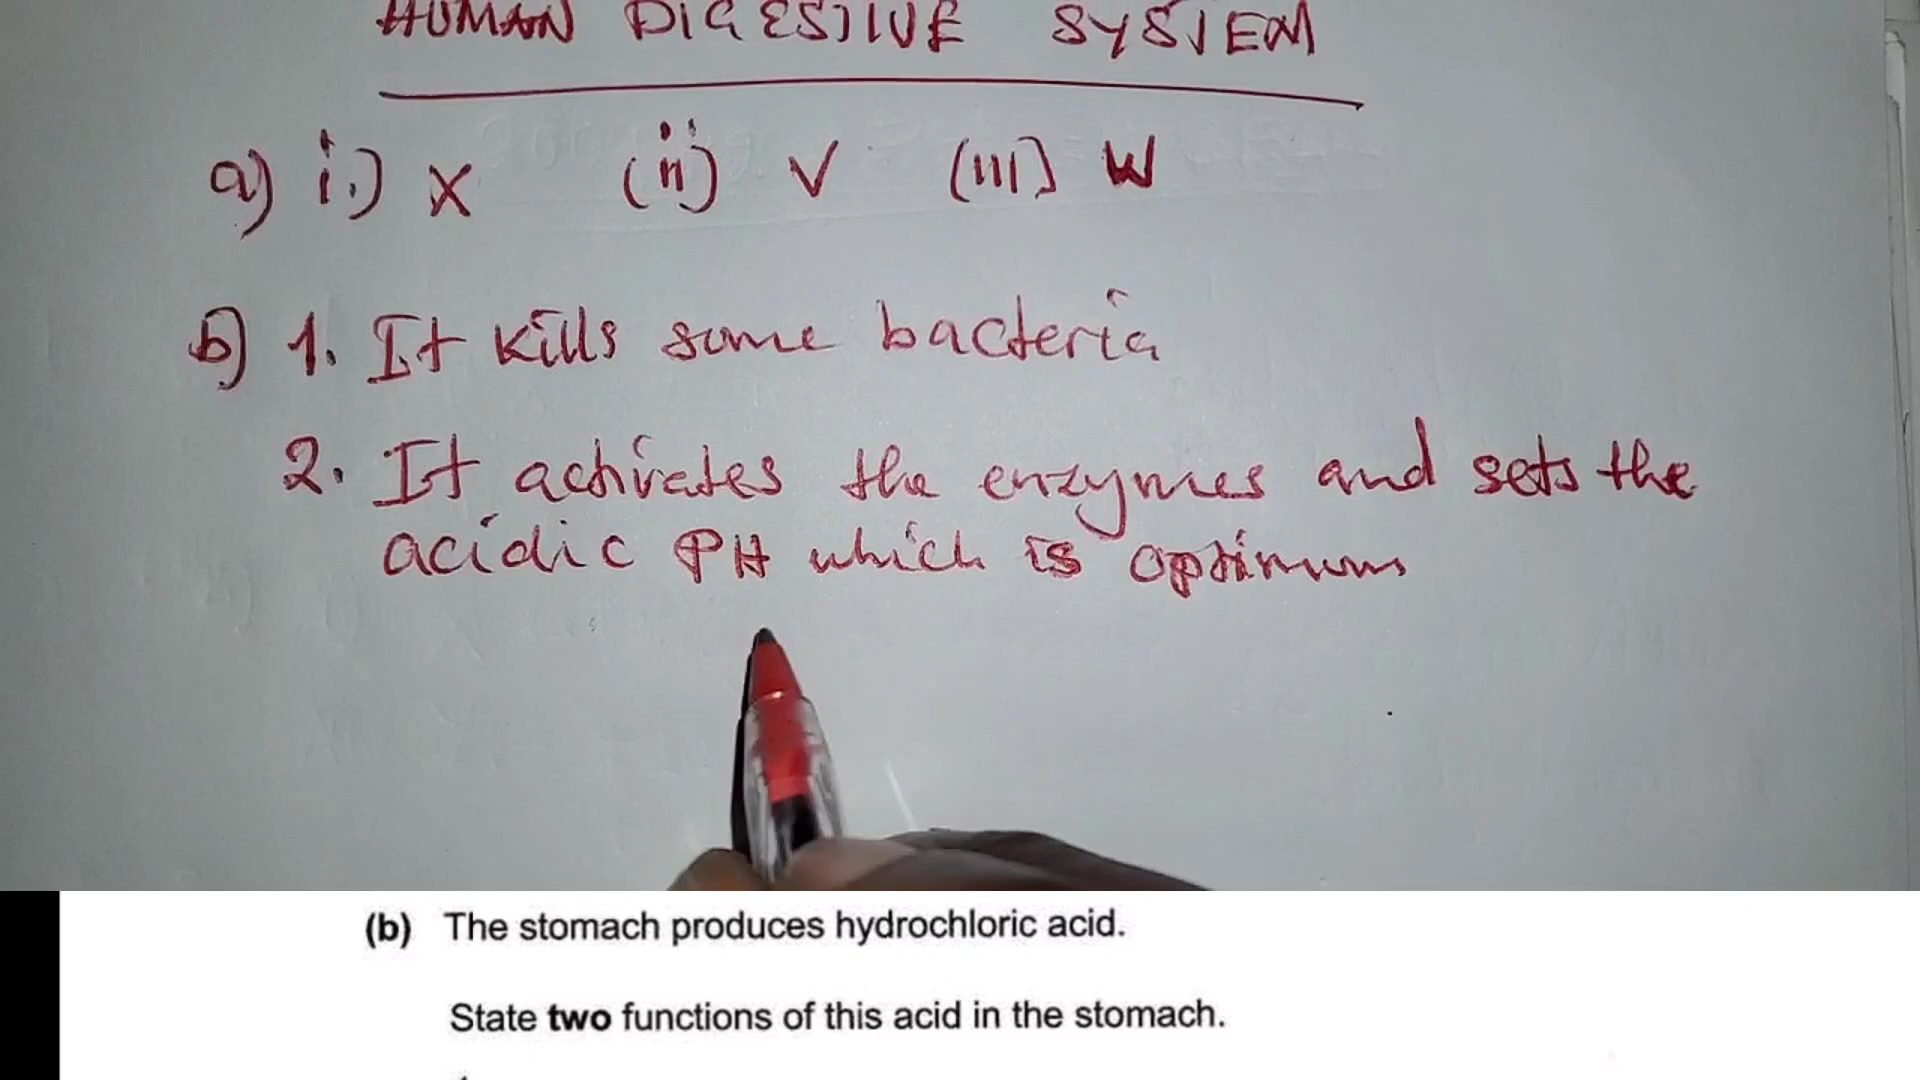 HUMAN DIGESTIVE SYSTEM
a) i.) X (ii) V (iii) W
b) 1. It kills some bacteria
2. It activates the enzymes and sets the
acidic PH which is optimum
(b) The stomach produces hydrochloric acid.
State two functions of this acid in the stomach.